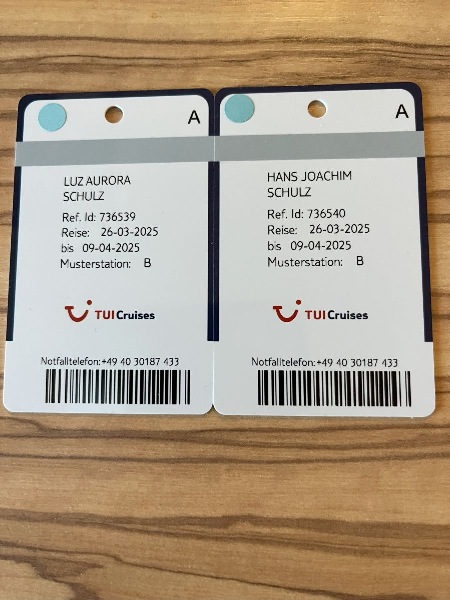 A
LUZ AURORA
SCHULZ
Ref. Id: 736539
Reise: 26-03-2025
bis 09-04-2025
Musterstation: B
TUI Cruises
Notfalltelefon:+49 40 30187 433
A
HANS JOACHIM
SCHULZ
Ref. Id: 736540
Reise: 26-03-2025
bis 09-04-2025
Musterstation: B
TUI Cruises
Notfalltelefon:+49 40 30187 433